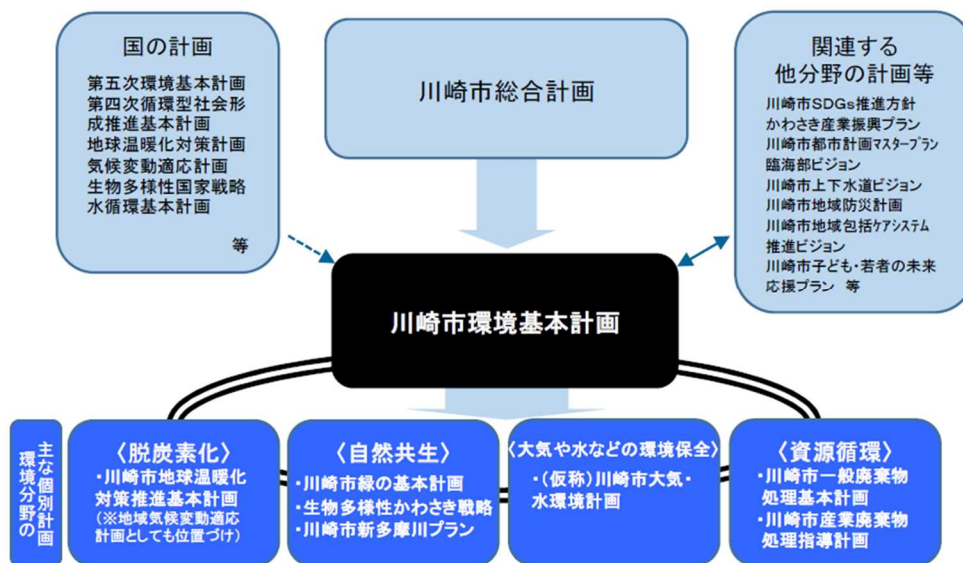 国の計画
第五次環境基本計画
第四次循環型社会形
成推進基本計画
地球温暖化対策計画
気候変動適応計画
生物多様性国家戦略
水循環基本計画
等
川崎市総合計画
関連する
他分野の計画等
川崎市SDGs推進方針
かわさき産業振興プラン
川崎市都市計画ﾏｽﾀｰﾌﾟﾗﾝ
臨海部ビジョン
川崎市上下水道ビジョン
川崎市地域防災計画
川崎市地域包括ｹｱシステム
推進ビジョン
川崎市子ども・若者の未来
応援プラン 等
川崎市環境基本計画
主な個別計画
環境分野の
〈脱炭素化〉
・川崎市地球温暖化
対策推進基本計画
(※地域気候変動適応
計画としても位置づけ)
〈自然共生〉
・川崎市緑の基本計画
・生物多様性かわさき戦略
・川崎市新多摩川プラン
〈大気や水などの環境保全〉
・(仮称)川崎市大気・
水環境計画
〈資源循環〉
・川崎市一般廃棄物
処理基本計画
・川崎市産業廃棄物
処理指導計画